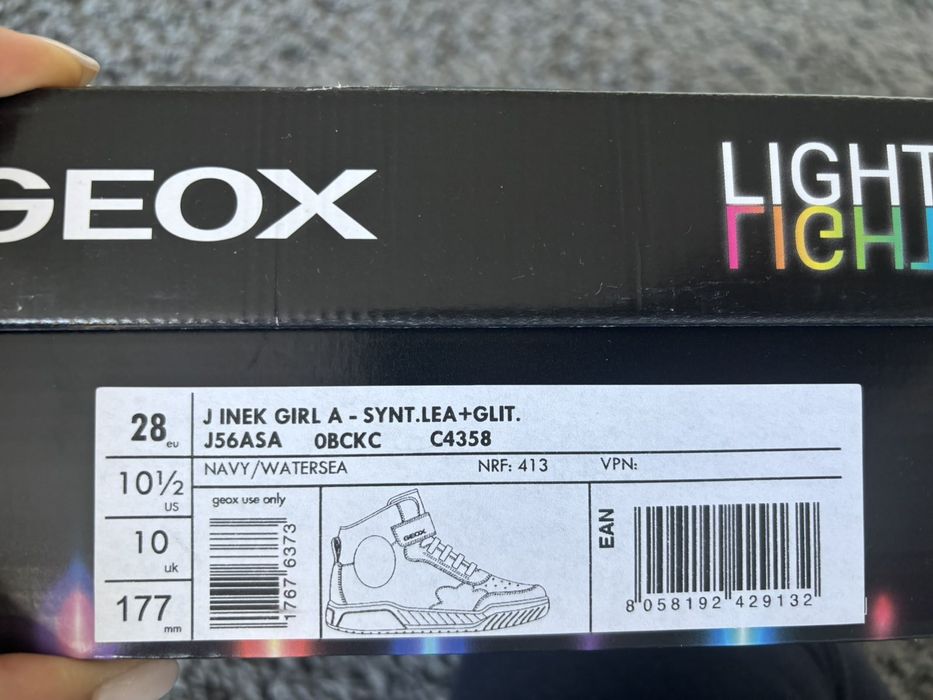 GEOX
LIGHT
LIGHT
28 eu
J INEK GIRL A - SYNT.LEA+GLIT.
J56ASA 0BCKC C4358
NAVY/WATERSEA NRF: 413 VPN:
10½ US
10 uk
177 mm
geox use only
1767 6373
GEOX
EAN
8 058192 429132